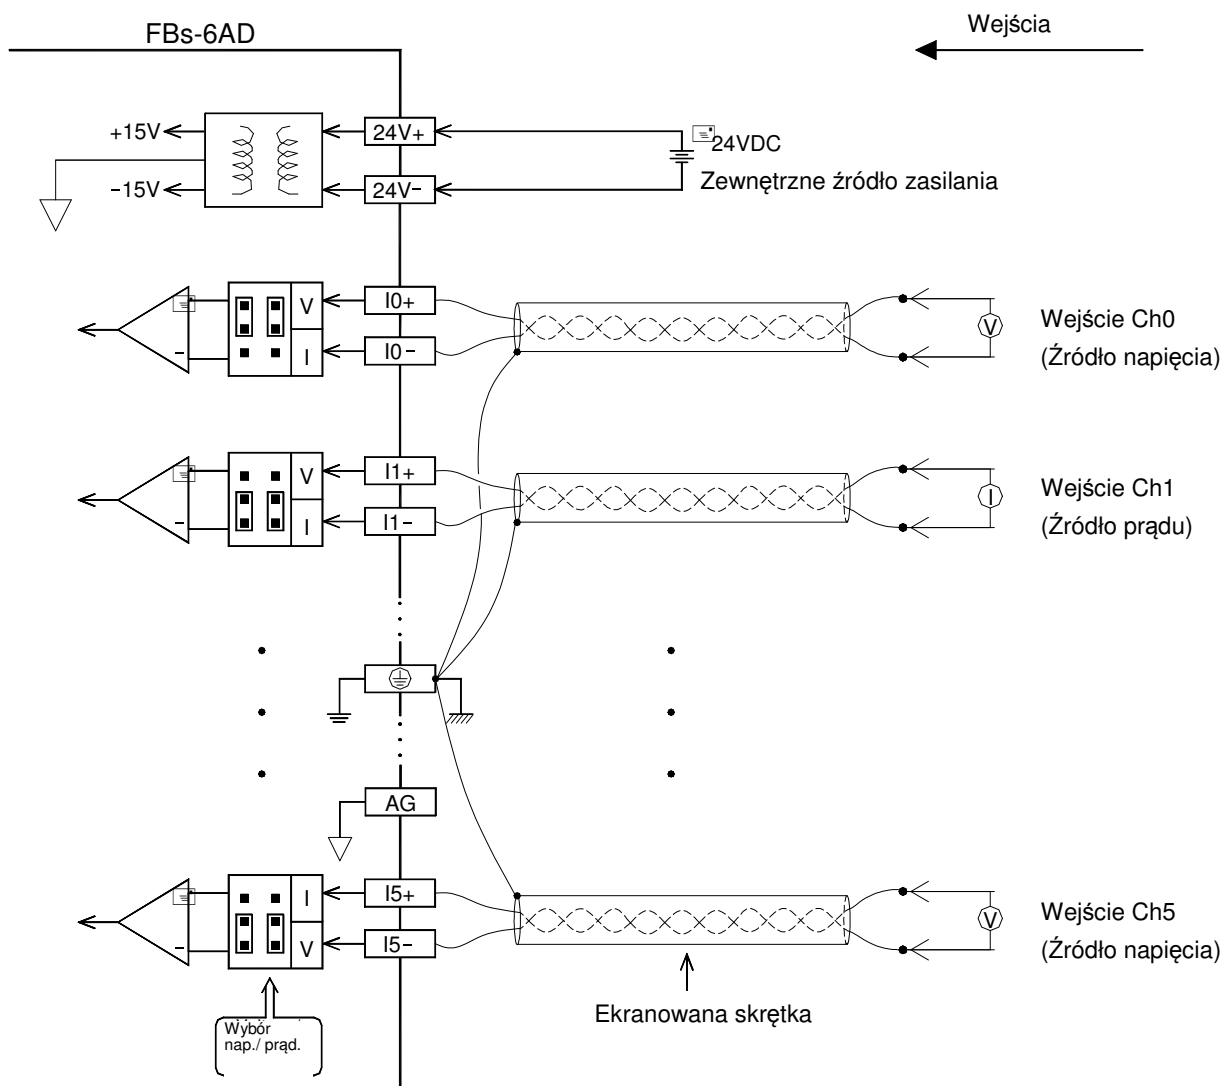 FBs-6AD
Wejścia
+15V
24V+
24VDC
−15V
24V−
Zewnętrzne źródło zasilania
V
I0+
I
I0−
V
Wejście Ch0
(Źródło napięcia)
V
I1+
I
I1−
I
Wejście Ch1
(Źródło prądu)
AG
I
I5+
V
I5−
V
Wejście Ch5
(Źródło napięcia)
Ekranowana skrętka
Wybór
nap./ prąd.